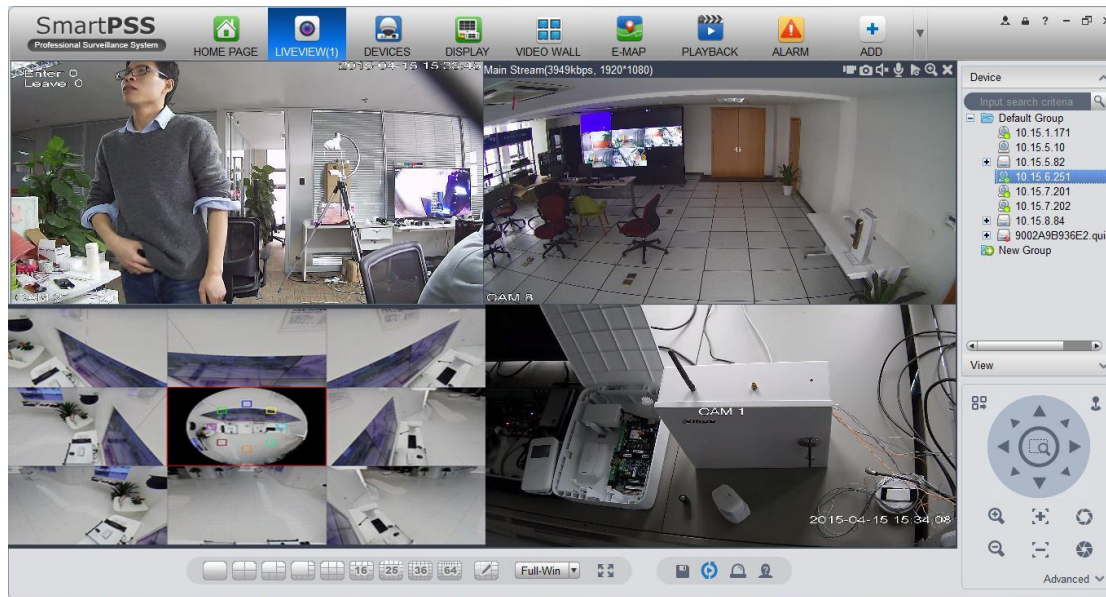 SmartPSS
Professional Surveillance System
HOME PAGE
LIVEVIEW(1)
DEVICES
DISPLAY
VIDEO WALL
E-MAP
PLAYBACK
ALARM
ADD
Enter: 0
Leave: 0
Main Stream(3949kbps, 1920*1080)
CAM 8
CAM 1
2015-04-15 15:34:08
Device
Input search criteria
Default Group
10.15.1.171
10.15.5.10
10.15.5.82
10.15.6.251
10.15.7.201
10.15.7.202
10.15.8.84
9002A9B936E2.qui
New Group
View
Advanced
16
25
36
64
Full-Win